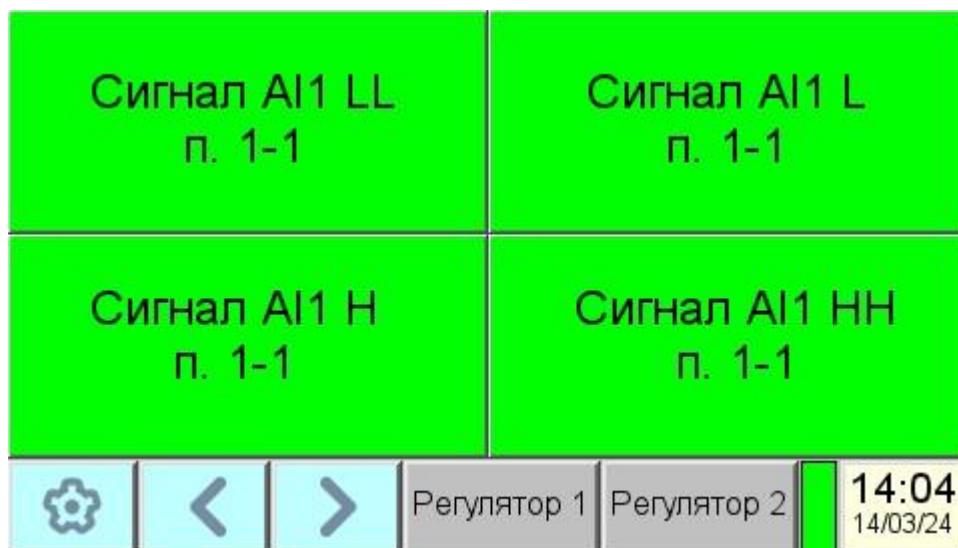 Сигнал AI1 LL
п. 1-1
Сигнал AI1 L
п. 1-1
Сигнал AI1 H
п. 1-1
Сигнал AI1 HH
п. 1-1
Регулятор 1
Регулятор 2
14:04
14/03/24